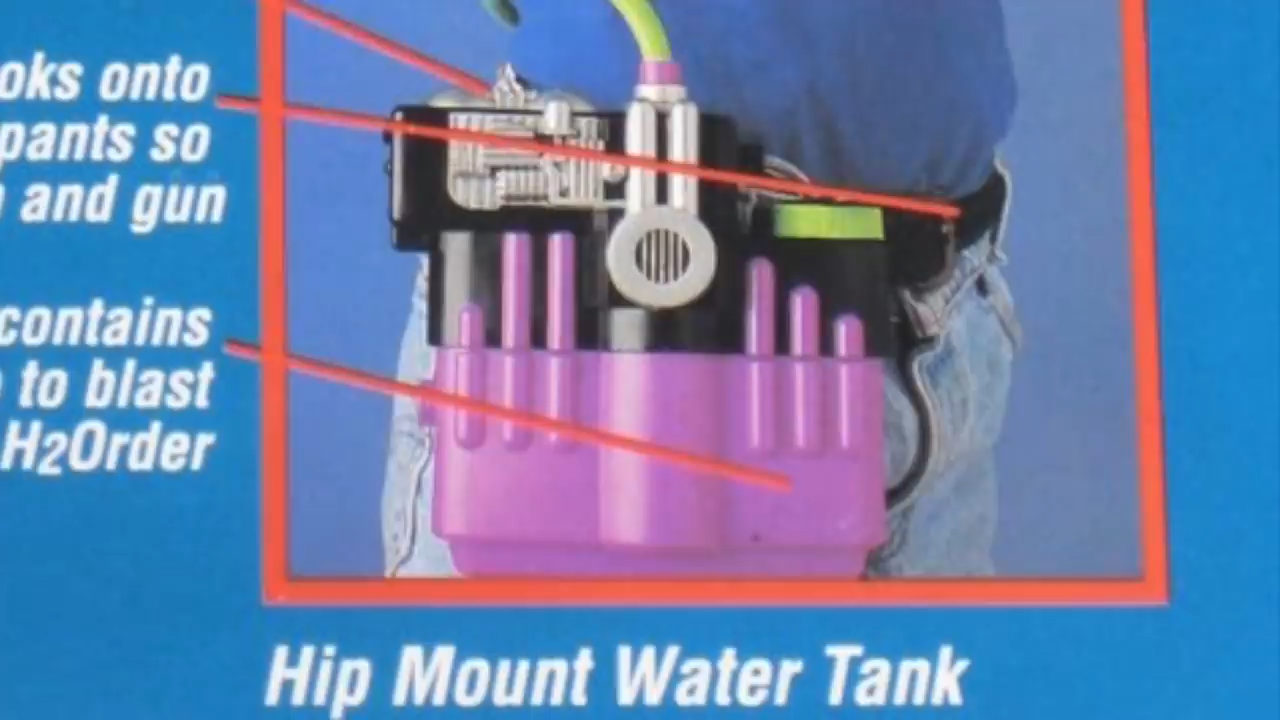 oks onto
pants so
and gun
contains
to blast
H2Order
Hip Mount Water Tank